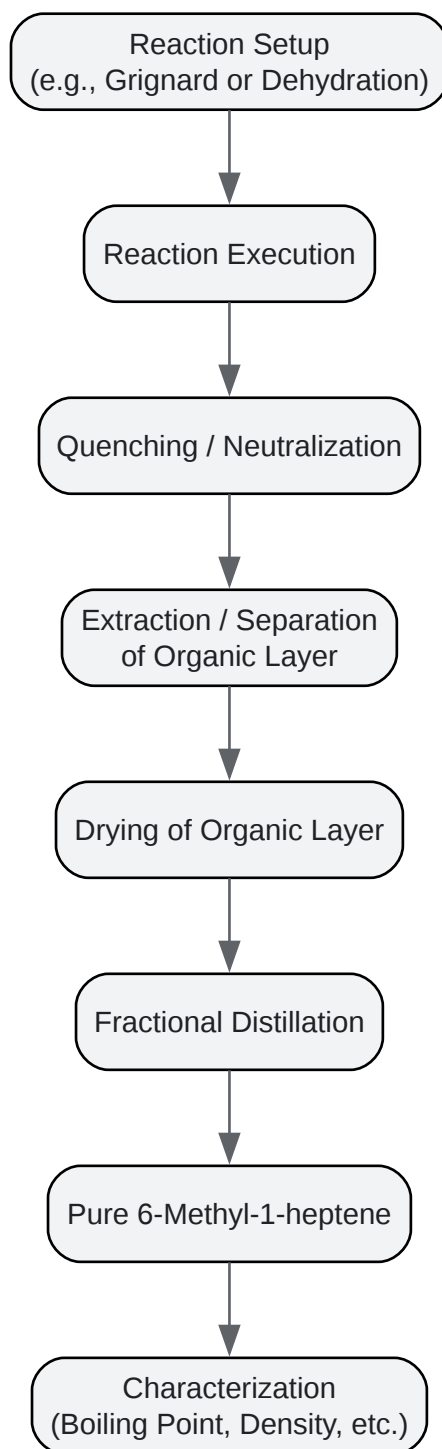 Reaction Setup
(e.g., Grignard or Dehydration)
Reaction Execution
Quenching / Neutralization
Extraction / Separation
of Organic Layer
Drying of Organic Layer
Fractional Distillation
Pure 6-Methyl-1-heptene
Characterization
(Boiling Point, Density, etc.)